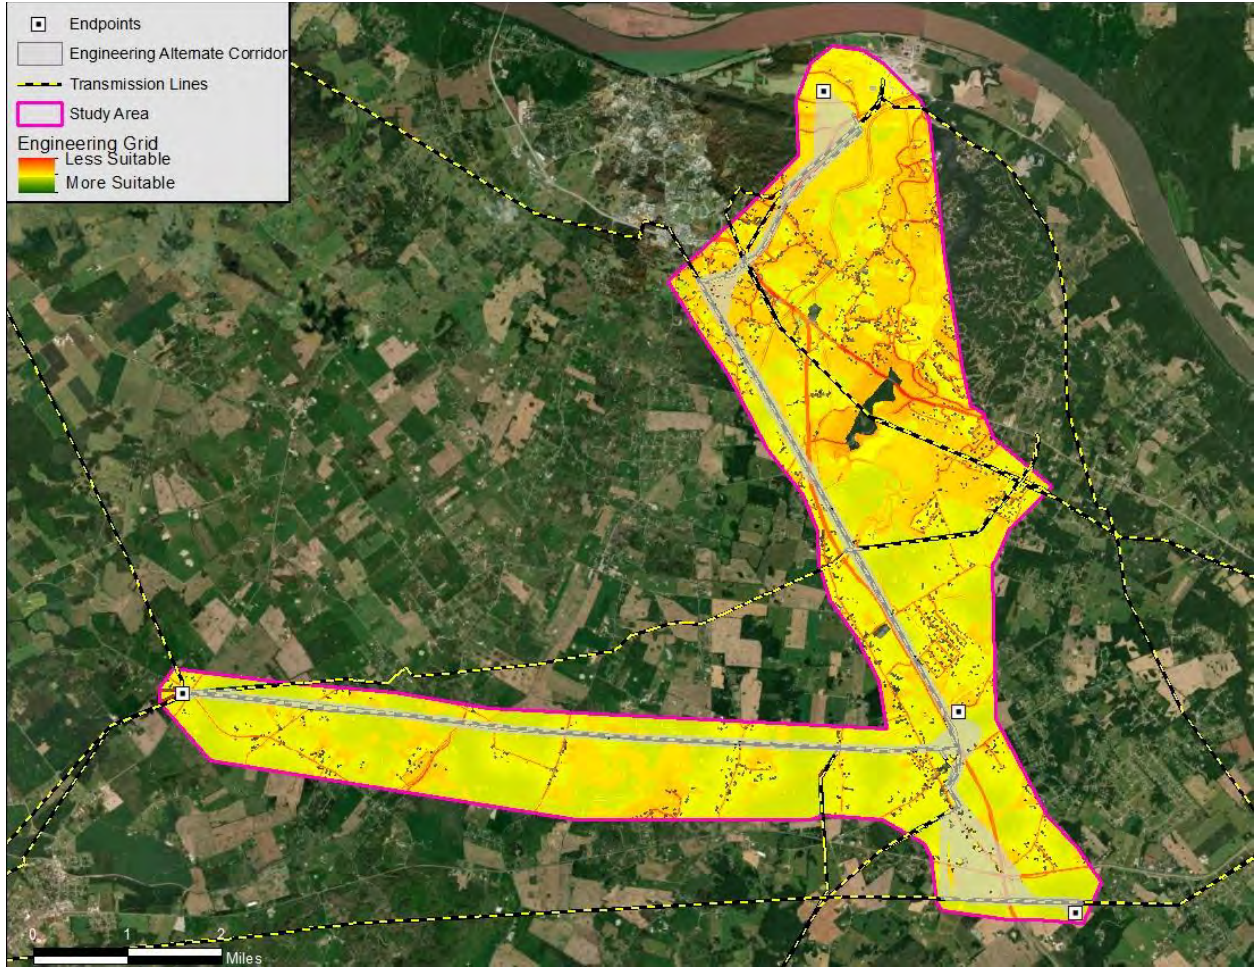 Endpoints
Engineering Alternate Corridor
Transmission Lines
Study Area
Engineering Grid
Less Suitable
More Suitable
0 1 2
Miles